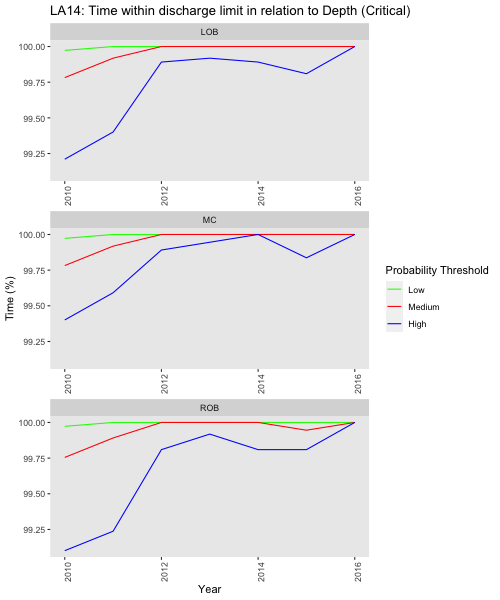 LA14: Time within discharge limit in relation to Depth (Critical)
LOB
100.00
99.75
99.50
99.25
2010
2012
2014
2016
MC
100.00
99.75
99.50
99.25
2010
2012
2014
2016
ROB
100.00
99.75
99.50
99.25
2010
2012
2014
2016
Time (%)
Year
Probability Threshold
Low
Medium
High